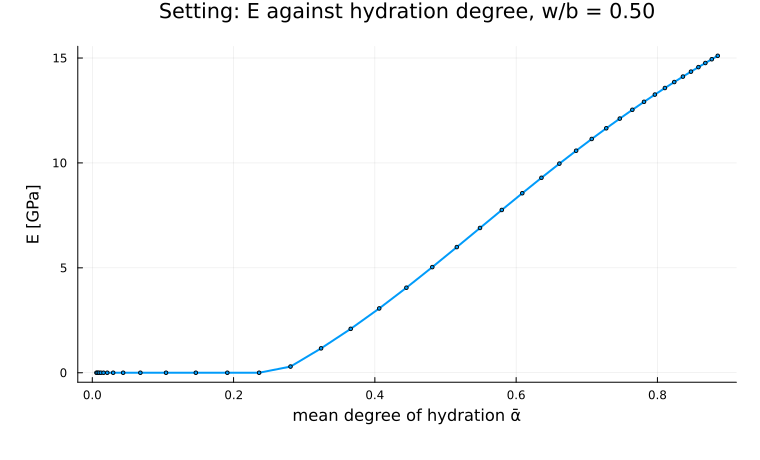 Setting: E against hydration degree, w/b = 0.50
15
10
5
0
E [GPa]
0.0 0.2 0.4 0.6 0.8
mean degree of hydration ᾱ